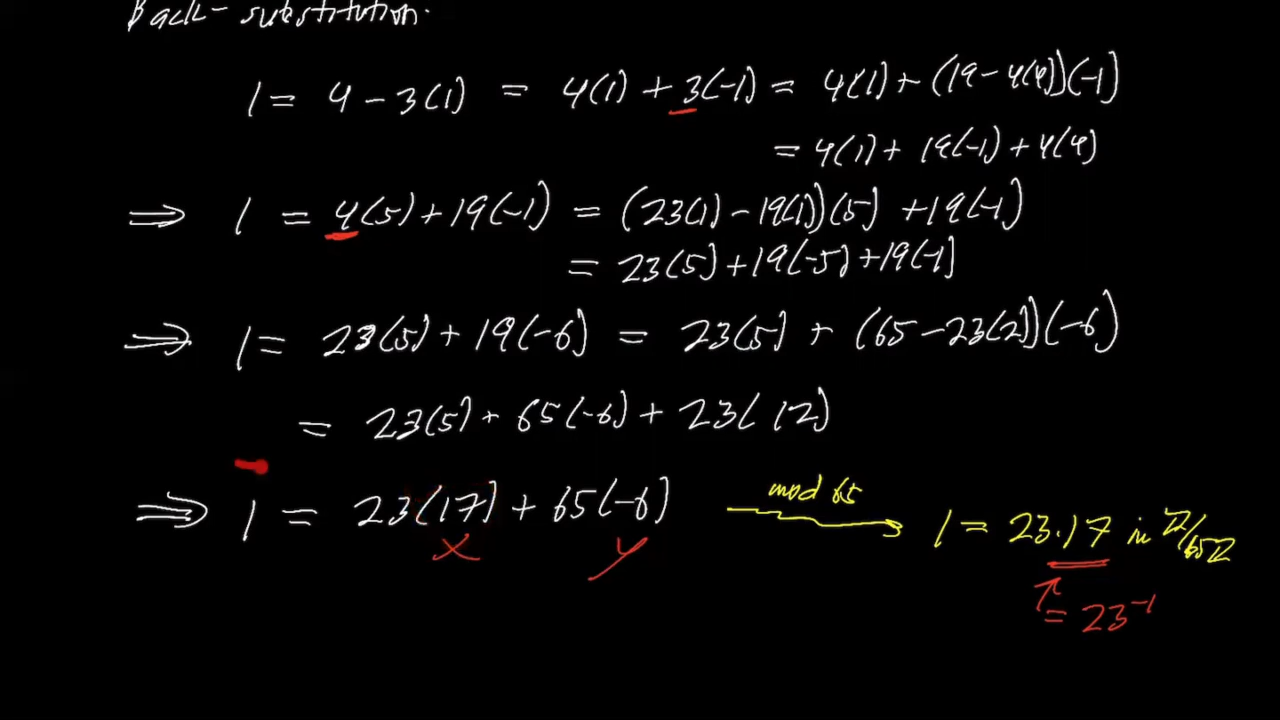 Back-substitution.
1 = 4 - 3(1) = 4(1) + 3(-1) = 4(1) + (19 - 4(4))(-1)
= 4(1) + 19(-1) + 4(4)
⟹ 1 = 4(5) + 19(-1) = (23(1) - 19(1))(5) + 19(-1)
= 23(5) + 19(-5) + 19(-1)
⟹ 1 = 23(5) + 19(-6) = 23(5) + (65 - 23(2))(-6)
= 23(5) + 65(-6) + 23(12)
⟹ 1 = 23(17) + 65(-6) mod 65 → 1 = 23·17 in ℤ/65ℤ
x y ↑ = 23⁻¹